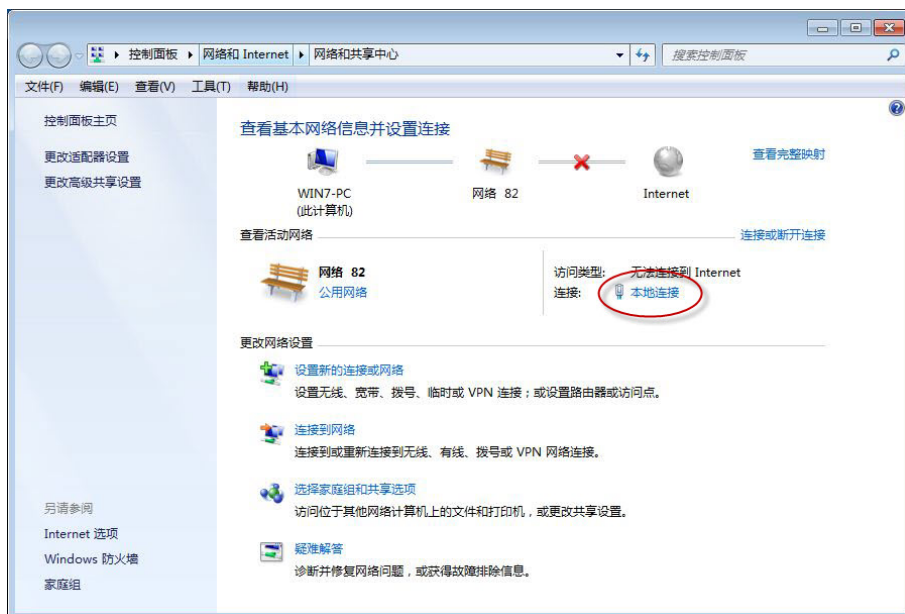 控制面板 ▸ 网络和 Internet ▸ 网络和共享中心
搜索控制面板
文件(F) 编辑(E) 查看(V) 工具(T) 帮助(H)
控制面板主页
更改适配器设置
更改高级共享设置
查看基本网络信息并设置连接
查看完整映射
WIN7-PC
(此计算机)
网络 82
Internet
查看活动网络
连接或断开连接
网络 82
公用网络
访问类型: 无法连接到 Internet
连接: 本地连接
更改网络设置
设置新的连接或网络
设置无线、宽带、拨号、临时或 VPN 连接；或设置路由器或访问点。
连接到网络
连接到或重新连接到无线、有线、拨号或 VPN 网络连接。
选择家庭组和共享选项
访问位于其他网络计算机上的文件和打印机，或更改共享设置。
疑难解答
诊断并修复网络问题，或获得故障排除信息。
另请参阅
Internet 选项
Windows 防火墙
家庭组